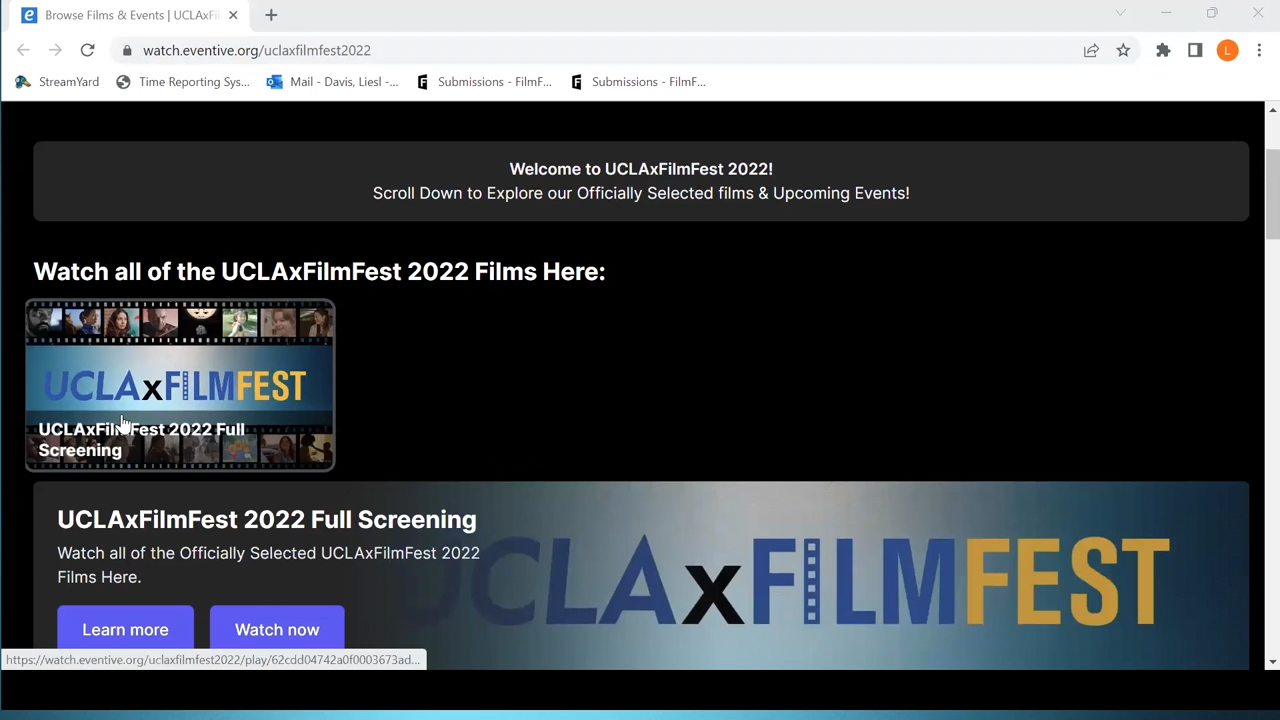 Browse Films & Events | UCLAxFil
watch.eventive.org/uclaxfilmfest2022
L
StreamYard
Time Reporting Sys...
Mail - Davis, Liesl -...
Submissions - FilmF...
Submissions - FilmF...
Welcome to UCLAxFilmFest 2022!
Scroll Down to Explore our Officially Selected films & Upcoming Events!
Watch all of the UCLAxFilmFest 2022 Films Here:
UCLAxFILMFEST
UCLAxFilmFest 2022 Full
Screening
UCLAxFilmFest 2022 Full Screening
Watch all of the Officially Selected UCLAxFilmFest 2022
Films Here.
UCLAxFILMFEST
Learn more
Watch now
https://watch.eventive.org/uclaxfilmfest2022/play/62cdd04742a0f0003673ad...